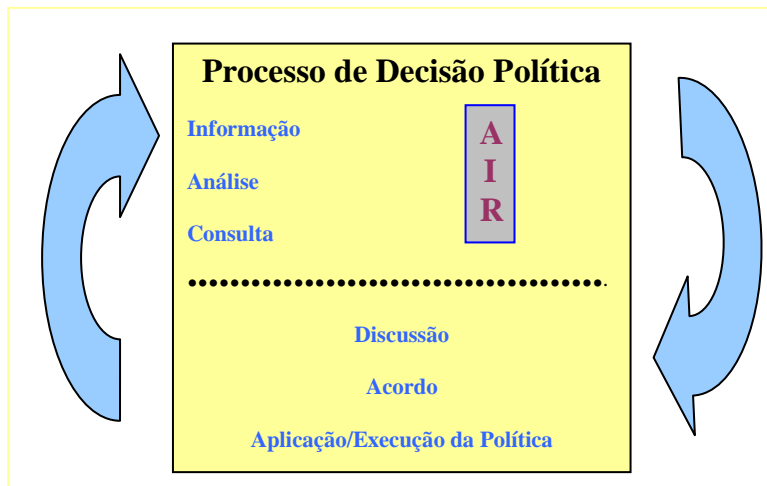 Processo de Decisão Política
Informação
Análise
Consulta
A
I
R
Discussão
Acordo
Aplicação/Execução da Política